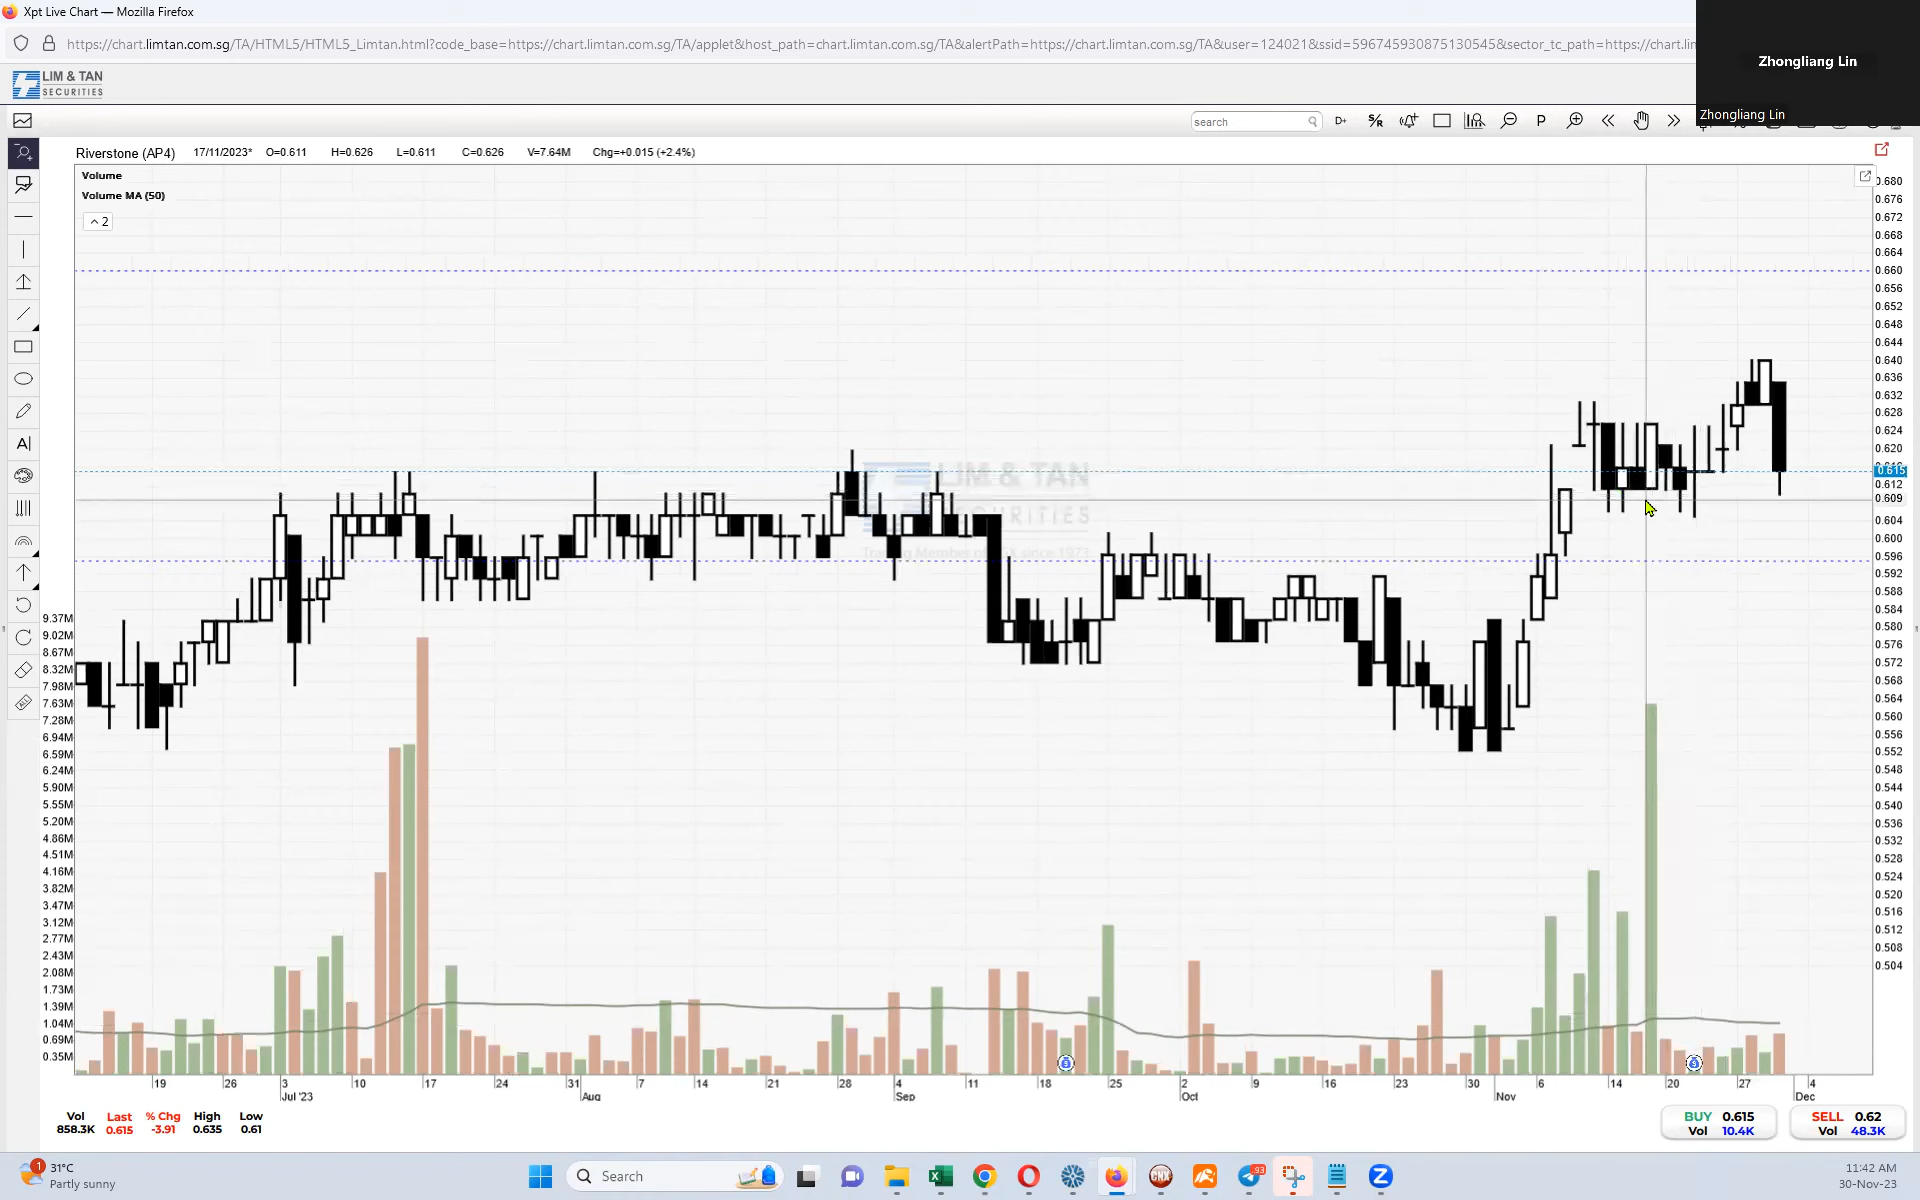 Xpt Live Chart — Mozilla Firefox
https://chart.limtan.com.sg/TA/HTML5/HTML5_Limtan.html?code_base=https://chart.limtan.com.sg/TA/applet&host_path=chart.limtan.com.sg/TA&alertPath=https://chart.limtan.com.sg/TA&user=124021&ssid=596745930875130545&sector_tc_path=https://chart.lin
Zhongliang Lin
Zhongliang Lin
LIM & TAN
SECURITIES
search
D+
S/R
P
Riverstone (AP4) 17/11/2023* O=0.611 H=0.626 L=0.611 C=0.626 V=7.64M Chg=+0.015 (+2.4%)
Volume
Volume MA (50)
2
A|
LIM & TAN
SECURITIES
0.680
0.676
0.672
0.668
0.664
0.660
0.656
0.652
0.648
0.644
0.640
0.636
0.632
0.628
0.624
0.620
0.615
0.612
0.609
0.604
0.600
0.596
0.592
0.588
0.584
0.580
0.576
0.572
0.568
0.564
0.560
0.556
0.552
0.548
0.544
0.540
0.536
0.532
0.528
0.524
0.520
0.516
0.512
0.508
0.504
9.37M
9.02M
8.67M
8.32M
7.98M
7.63M
7.28M
6.94M
6.59M
6.24M
5.90M
5.55M
5.20M
4.86M
4.51M
4.16M
3.82M
3.47M
3.12M
2.77M
2.43M
2.08M
1.73M
1.39M
1.04M
0.69M
0.35M
19 26 3 10 17 24 31 7 14 21 28 4 11 18 25 2 9 16 23 30 6 14 20 27 4
Jul '23 Aug Sep Oct Nov Dec
Vol Last % Chg High Low
858.3K 0.615 -3.91 0.635 0.61
BUY 0.615
Vol 10.4K
SELL 0.62
Vol 48.3K
1
31°C
Partly sunny
Search
93
11:42 AM
30-Nov-23